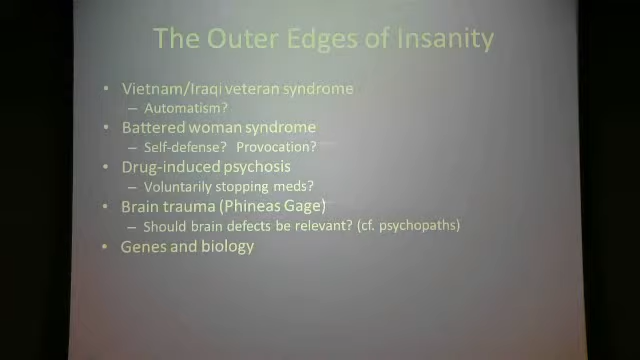 The Outer Edges of Insanity
• Vietnam/Iraqi veteran syndrome
– Automatism?
• Battered woman syndrome
– Self-defense? Provocation?
• Drug-induced psychosis
– Voluntarily stopping meds?
• Brain trauma (Phineas Gage)
– Should brain defects be relevant? (cf. psychopaths)
• Genes and biology